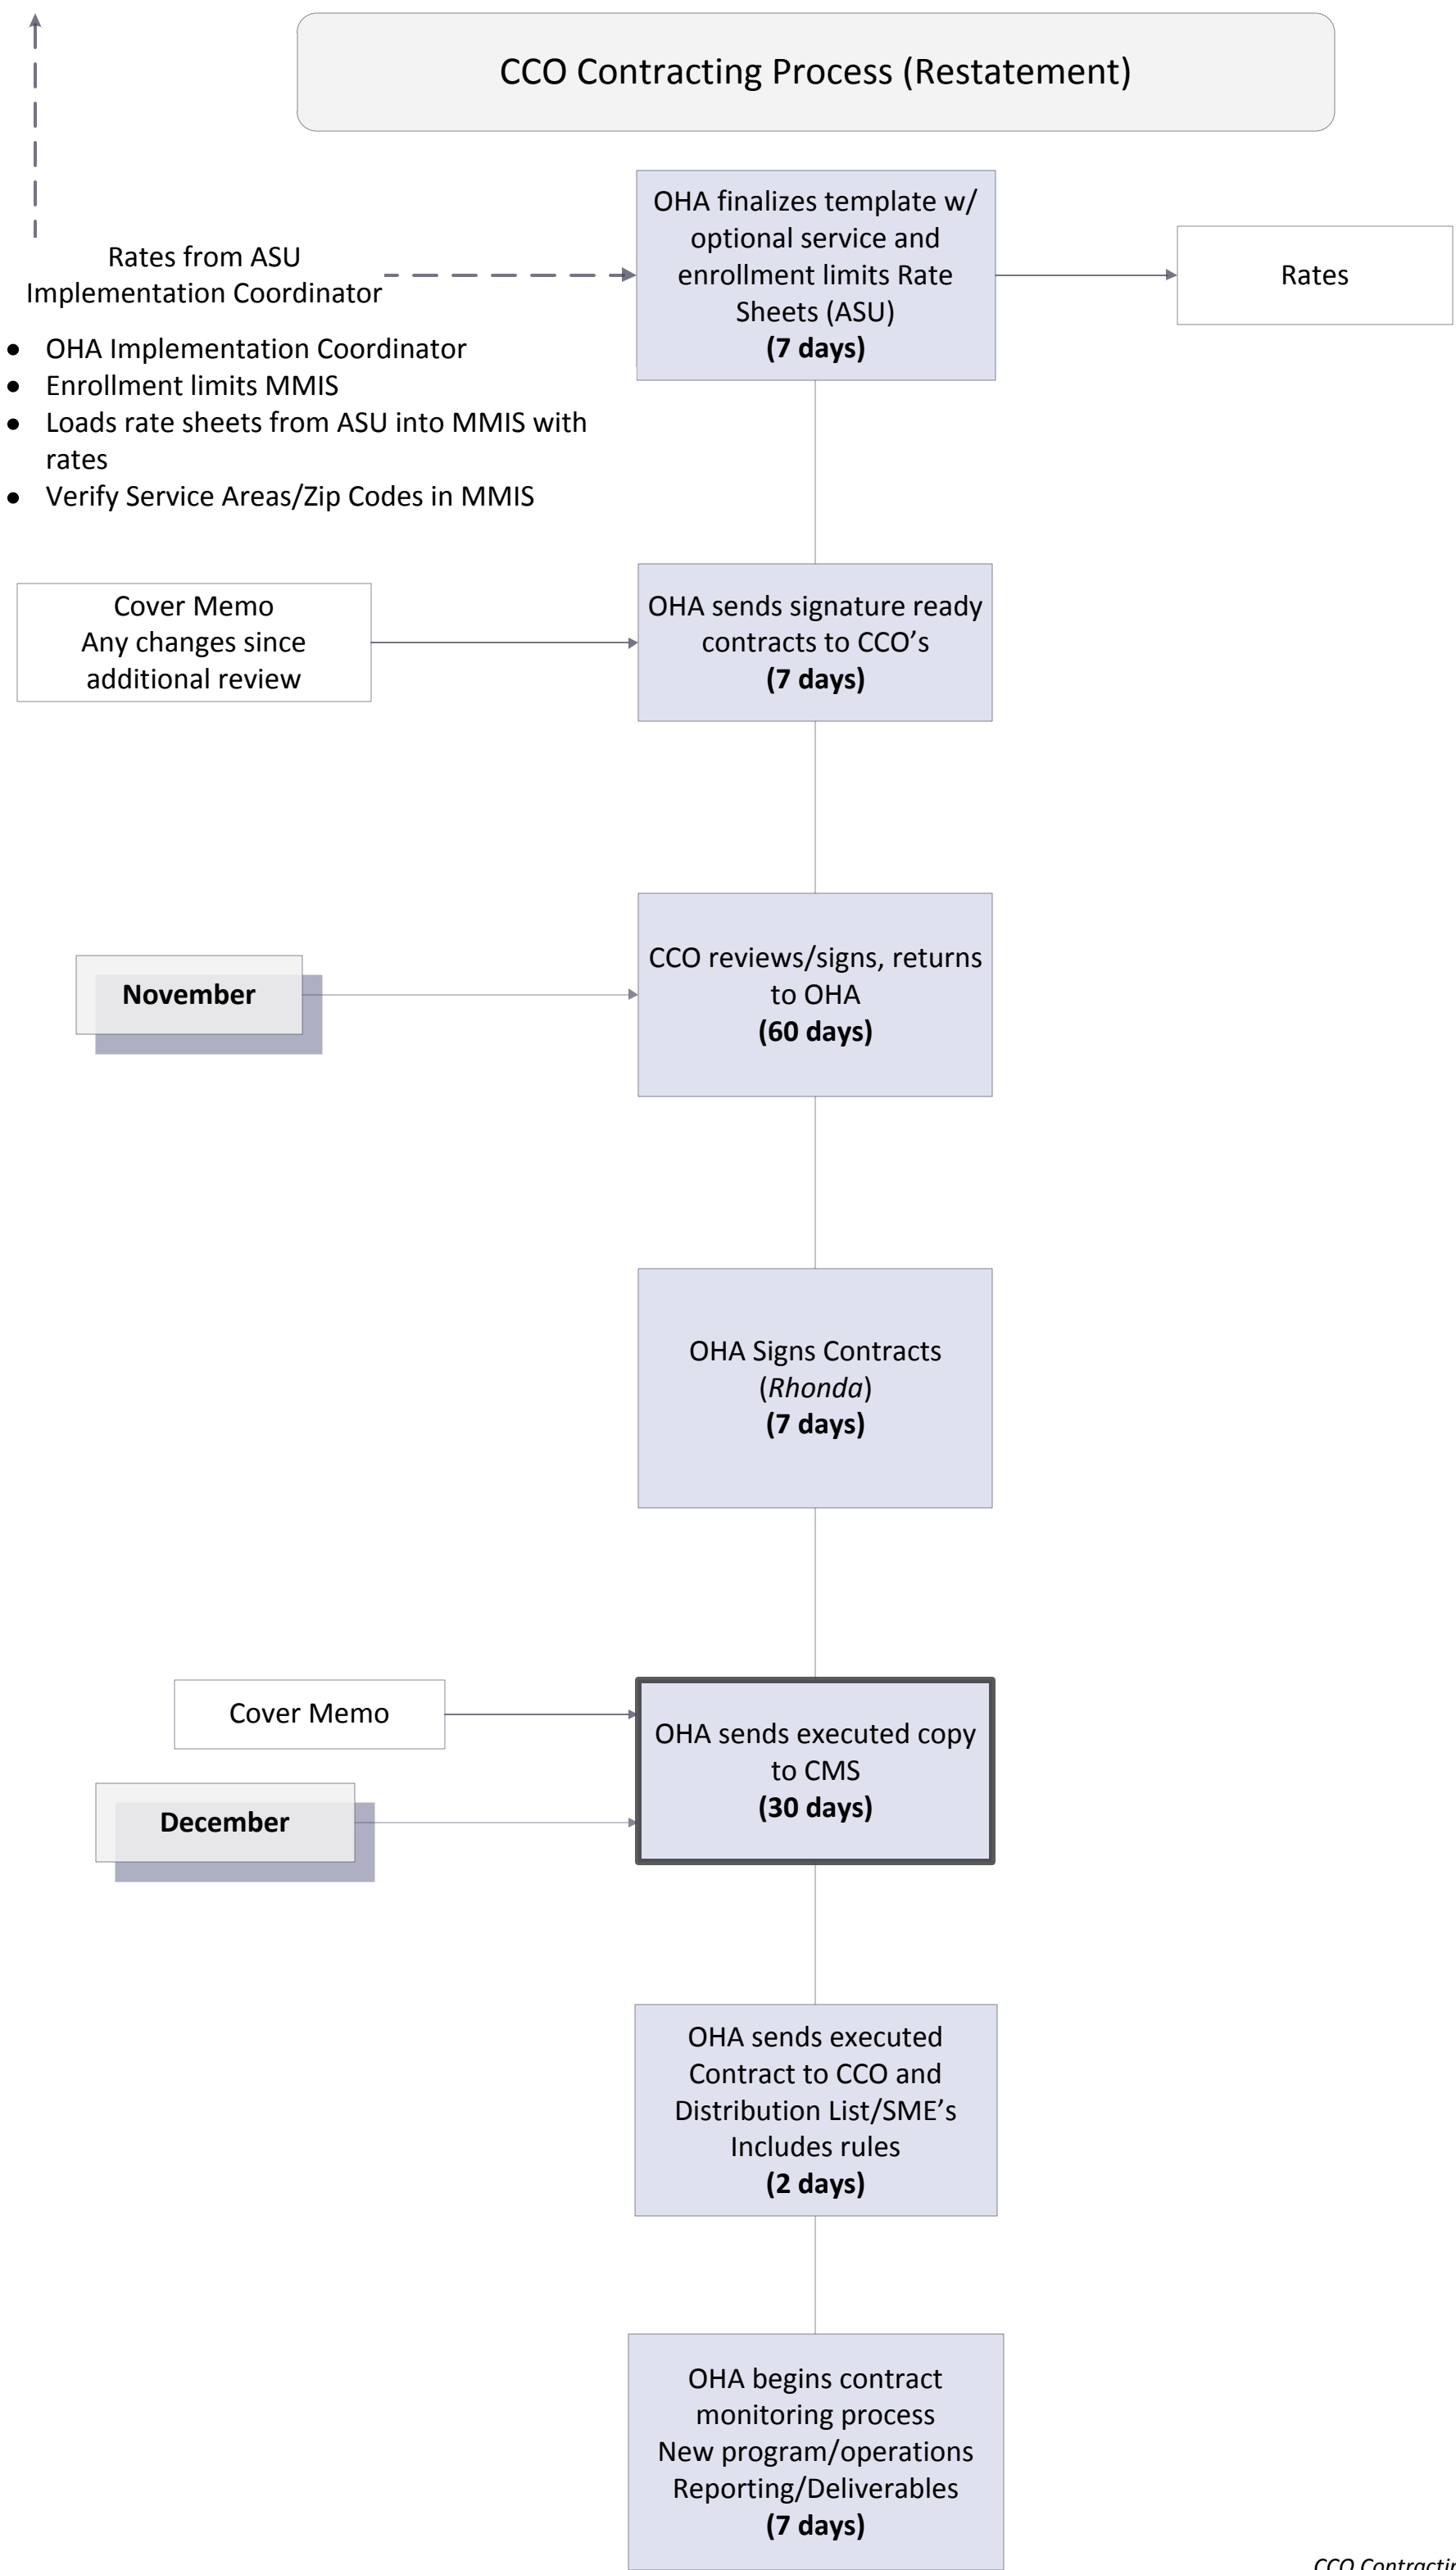 CCO Contracting Process (Restatement)
OHA finalizes template w/
optional service and
enrollment limits Rate
Sheets (ASU)
(7 days)
Rates
Rates from ASU
Implementation Coordinator
● OHA Implementation Coordinator
● Enrollment limits MMIS
● Loads rate sheets from ASU into MMIS with
rates
● Verify Service Areas/Zip Codes in MMIS
Cover Memo
Any changes since
additional review
OHA sends signature ready
contracts to CCO’s
(7 days)
November
CCO reviews/signs, returns
to OHA
(60 days)
OHA Signs Contracts
(Rhonda)
(7 days)
Cover Memo
December
OHA sends executed copy
to CMS
(30 days)
OHA sends executed
Contract to CCO and
Distribution List/SME’s
Includes rules
(2 days)
OHA begins contract
monitoring process
New program/operations
Reporting/Deliverables
(7 days)
CCO